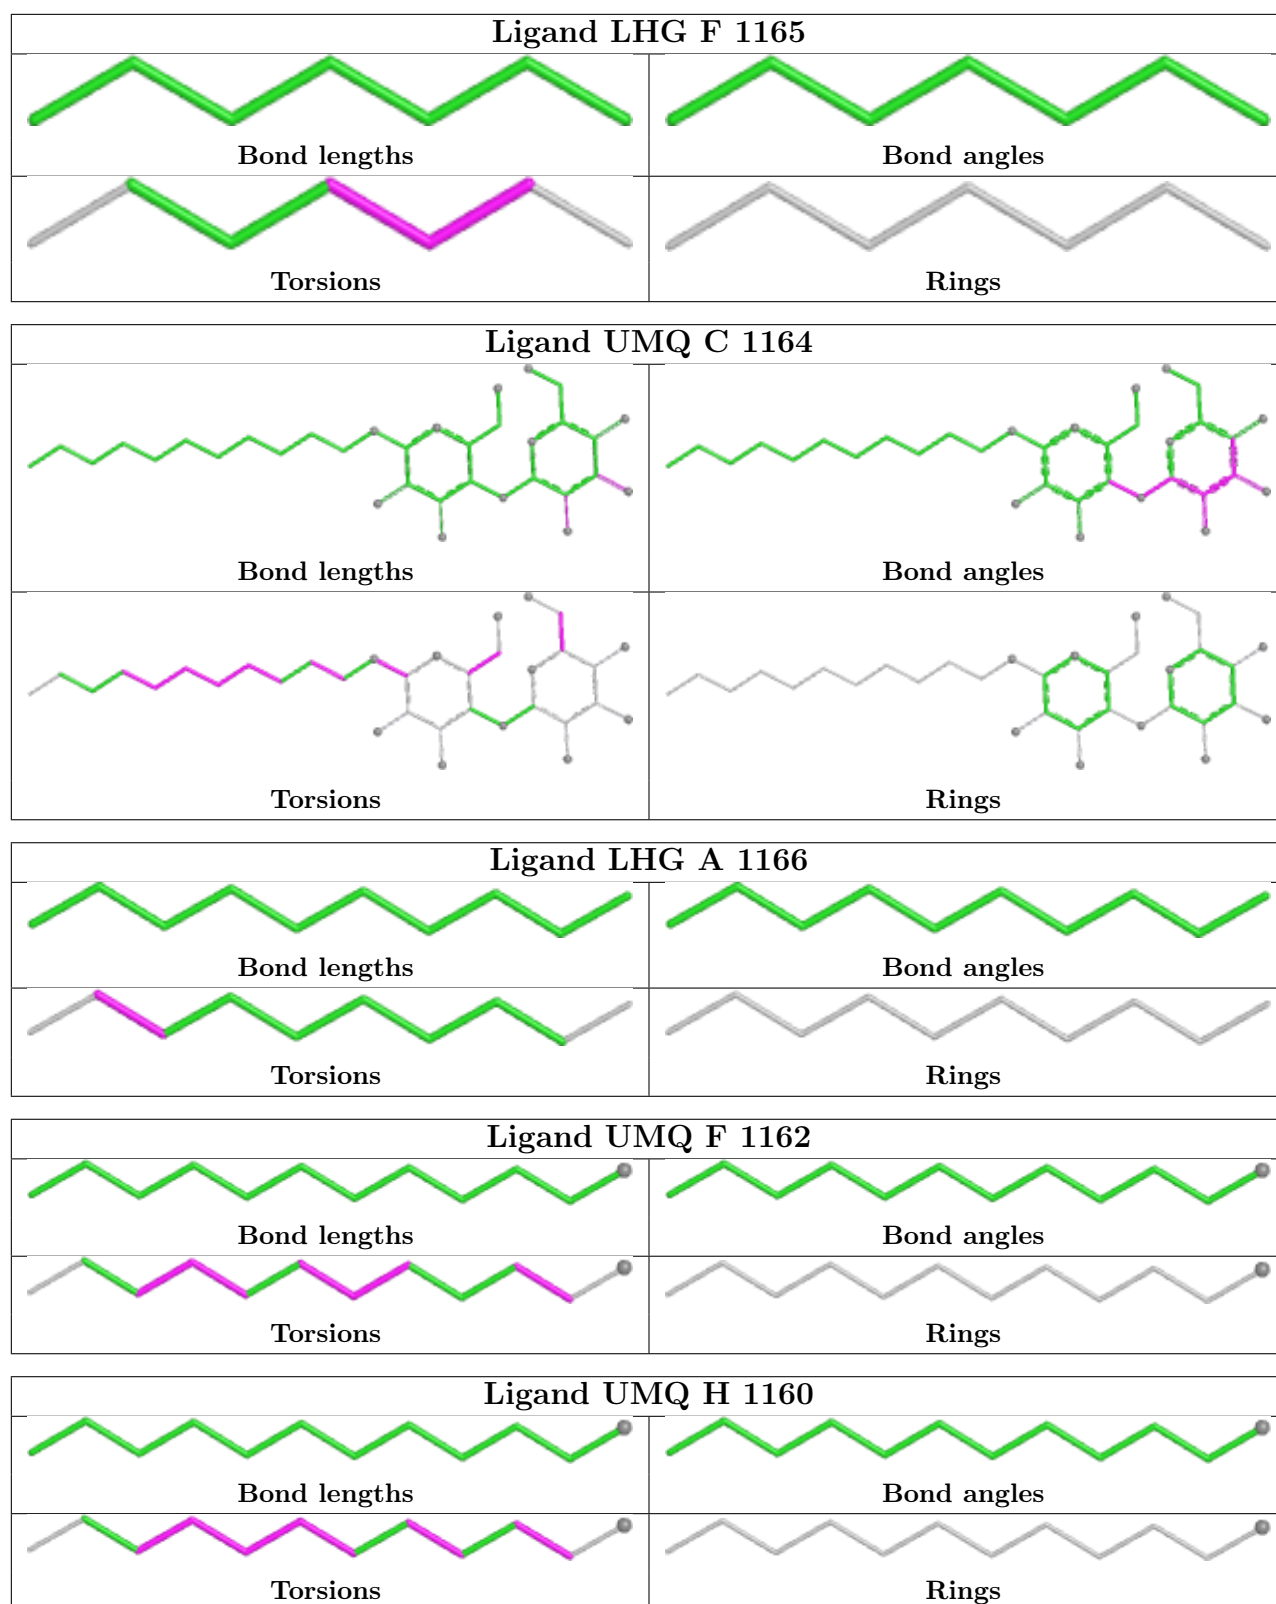 Ligand LHG F 1165
Bond lengths Bond angles
Torsions Rings
Ligand UMQ C 1164
Bond lengths Bond angles
Torsions Rings
Ligand LHG A 1166
Bond lengths Bond angles
Torsions Rings
Ligand UMQ F 1162
Bond lengths Bond angles
Torsions Rings
Ligand UMQ H 1160
Bond lengths Bond angles
Torsions Rings